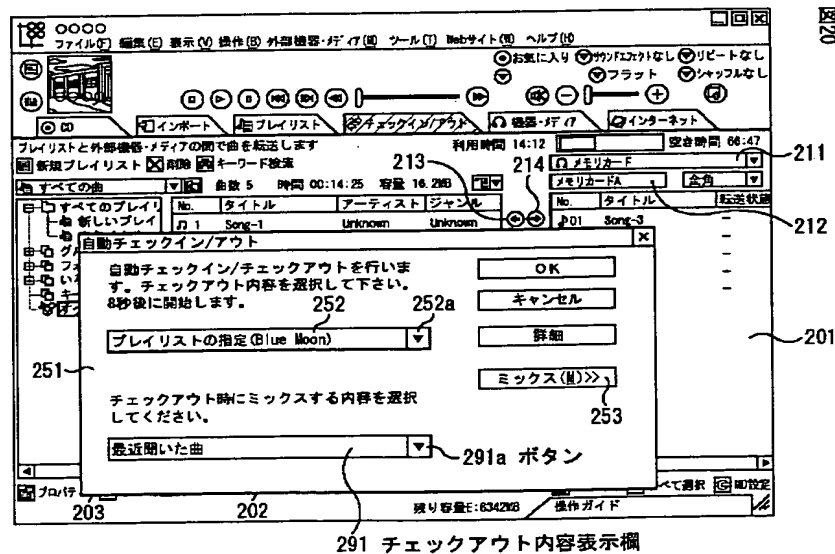 図20
○○○○
ファイル(F) 編集(E) 表示(V) 操作(B) 外部機器・メディア(M) ツール(T) Webサイト(W) ヘルプ(H)
お気に入り サウンドエフェクトなし リピートなし
フラット シャッフルなし
CD インポート プレイリスト チェックイン/アウト 機器・メディア インターネット
プレイリストと外部機器・メディアの間で曲を転送します 利用時間 14:12 空き時間 66:47
新規プレイリスト 削除 キーワード検索 213 214 メモリカード 211
すべての曲 曲数 5 時間 00:14:25 容量 16.2MB メモリカードA 全角
すべてのプレイリ No. タイトル アーティスト ジャンル No. タイトル 転送状態
新しいプレイ 1 Song-1 Unknown Unknown 01 Song-3 212
自動チェックイン/アウト
自動チェックイン/チェックアウトを行いま
す。チェックアウト内容を選択して下さい。
8秒後に開始します。
252 252a
プレイリストの指定(Blue Moon)
OK
キャンセル
詳細
ミックス(M)>>
253
201
251
チェックアウト時にミックスする内容を選択
してください。
最近聞いた曲
291a ボタン
プロパテ べて選択 MD設定
203 202 残り容量E:6342MB 操作ガイド
291 チェックアウト内容表示欄